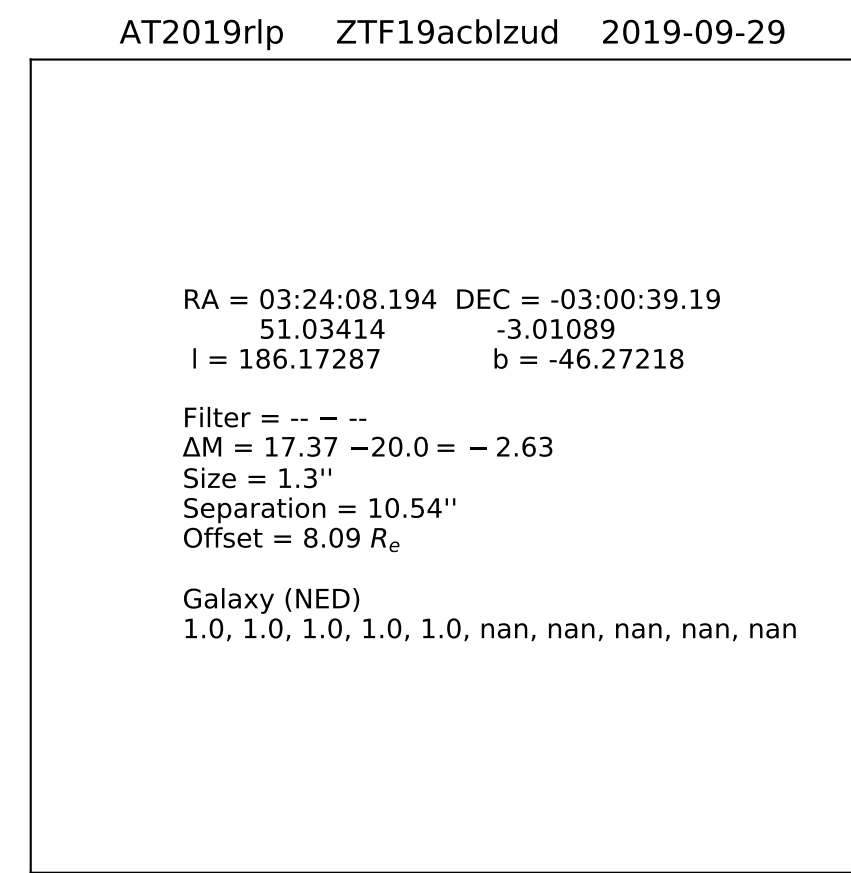 AT2019rlp ZTF19acblzud 2019-09-29
RA = 03:24:08.194 DEC = -03:00:39.19
51.03414 -3.01089
l = 186.17287 b = -46.27218
Filter = -- − --
ΔM = 17.37 −20.0 = − 2.63
Size = 1.3''
Separation = 10.54''
Offset = 8.09 Rₑ
Galaxy (NED)
1.0, 1.0, 1.0, 1.0, 1.0, nan, nan, nan, nan, nan